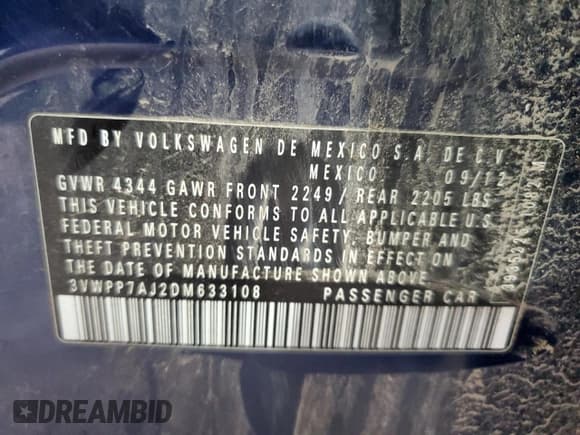 MFD BY VOLKSWAGEN DE MEXICO S.A. DE C.V.
MEXICO 09/12
GVWR 4344 GAWR FRONT 2249 / REAR 2205 LBS
THIS VEHICLE CONFORMS TO ALL APPLICABLE U.S.
FEDERAL MOTOR VEHICLE SAFETY, BUMPER AND
THEFT PREVENTION STANDARDS IN EFFECT ON
THE DATE OF MANUFACTURE SHOWN ABOVE.
3VWPP7AJ2DM633108 PASSENGER CAR
DREAMBID